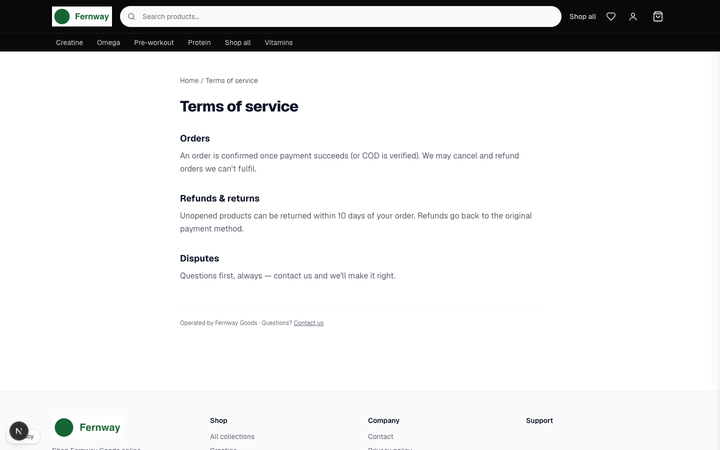 Fernway
Search products...
Shop all
Creatine
Omega
Pre-workout
Protein
Shop all
Vitamins
Home / Terms of service
Terms of service
Orders
An order is confirmed once payment succeeds (or COD is verified). We may cancel and refund
orders we can't fulfil.
Refunds & returns
Unopened products can be returned within 10 days of your order. Refunds go back to the original
payment method.
Disputes
Questions first, always — contact us and we'll make it right.
Operated by Fernway Goods · Questions? Contact us
Fernway
Shop
Company
Support
All collections
Contact
N